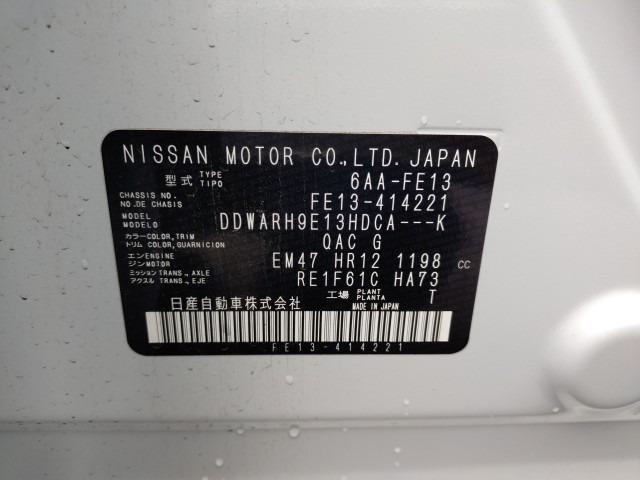 NISSAN MOTOR CO.,LTD. JAPAN
型式 TYPE TIPO 6AA-FE13
CHASSIS NO. NO.DE CHASIS FE13-414221
MODEL MODELO DDWARH9E13HDCA---K
カラー COLOR, TRIM トリム COLOR, GUARNICION QAC G
エンジン ENGINE MOTOR EM47 HR12 1198 CC
ミッション TRANS., AXLE アクスル TRANS., EJE RE1F61C HA73
工場 PLANT PLANTA T
日産自動車株式会社 MADE IN JAPAN
FE13-414221